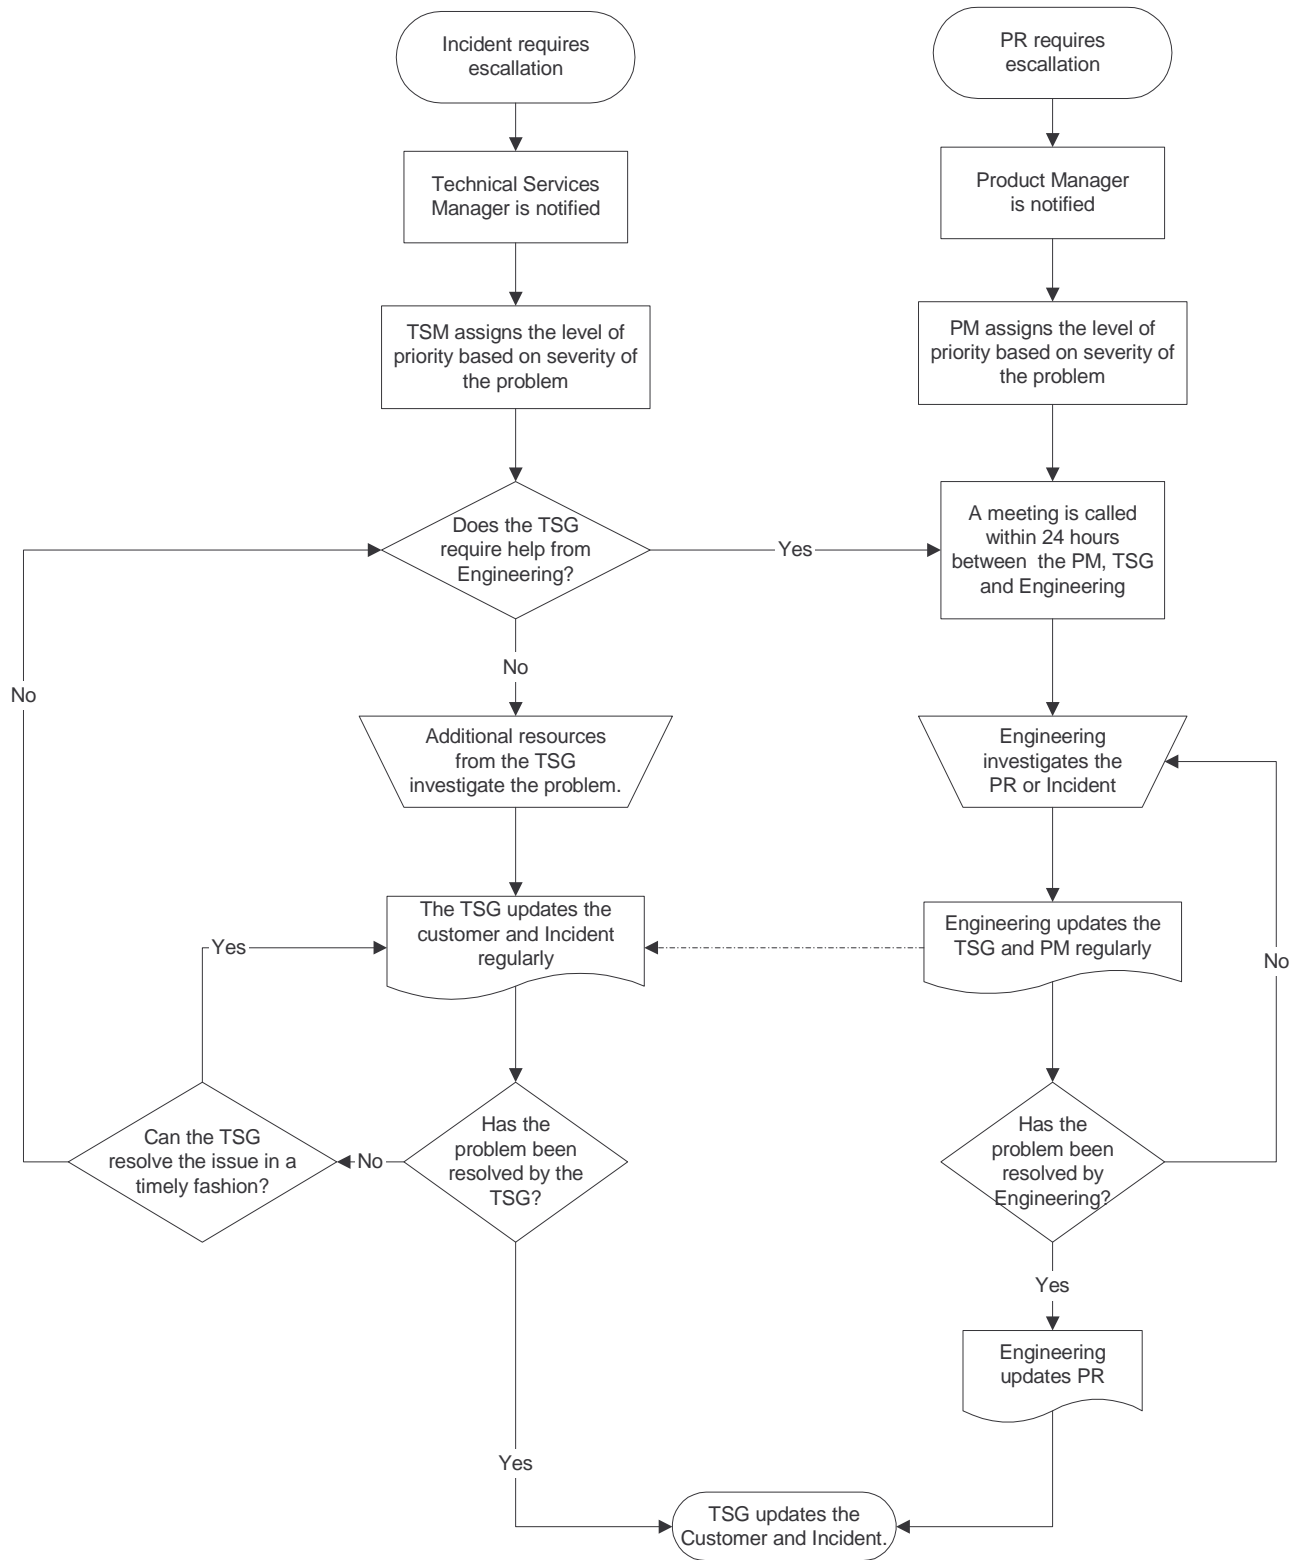 Incident requires
escallation
PR requires
escallation
Technical Services
Manager is notified
Product Manager
is notified
TSM assigns the level of
priority based on severity of
the problem
PM assigns the level of
priority based on severity of
the problem
Does the TSG
require help from
Engineering?
Yes
A meeting is called
within 24 hours
between the PM, TSG
and Engineering
No
No
Additional resources
from the TSG
investigate the problem.
Engineering
investigates the
PR or Incident
The TSG updates the
customer and Incident
regularly
Engineering updates the
TSG and PM regularly
Yes
No
Can the TSG
resolve the issue in a
timely fashion?
No
Has the
problem been
resolved by the
TSG?
Has the
problem been
resolved by
Engineering?
Yes
Engineering
updates PR
Yes
TSG updates the
Customer and Incident.